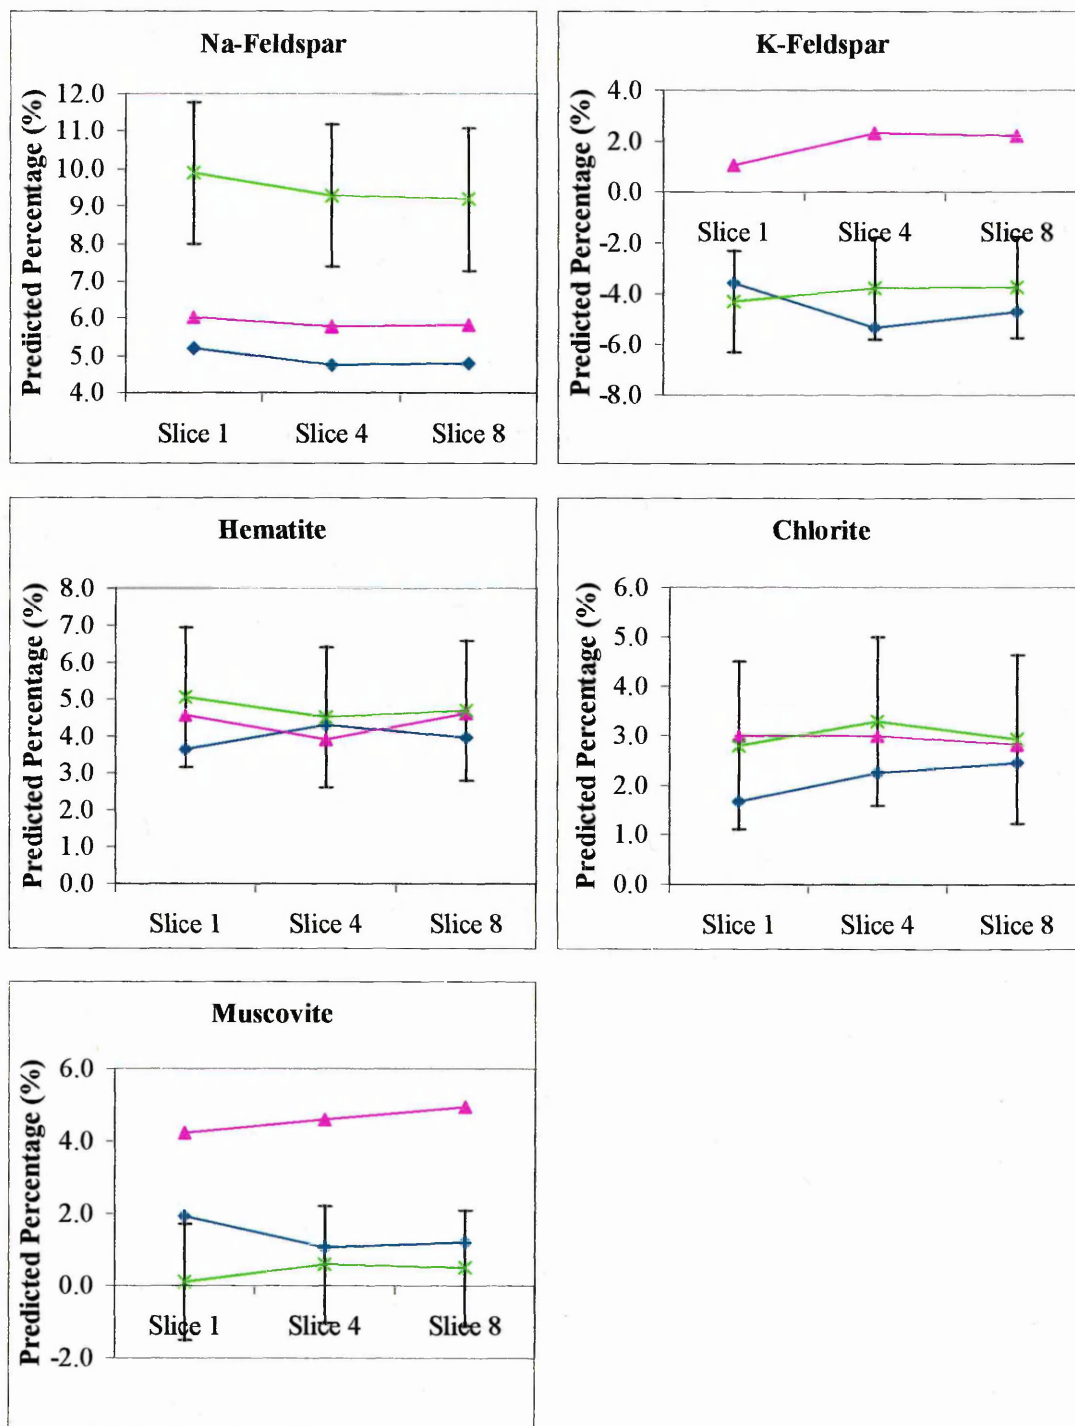 Na-Feldspar
Predicted Percentage (%)
12.0
11.0
10.0
9.0
8.0
7.0
6.0
5.0
4.0
Slice 1 Slice 4 Slice 8
K-Feldspar
Predicted Percentage (%)
4.0
2.0
0.0
-2.0
-4.0
-6.0
-8.0
Slice 1 Slice 4 Slice 8
Hematite
Predicted Percentage (%)
8.0
7.0
6.0
5.0
4.0
3.0
2.0
1.0
0.0
Slice 1 Slice 4 Slice 8
Chlorite
Predicted Percentage (%)
6.0
5.0
4.0
3.0
2.0
1.0
0.0
Slice 1 Slice 4 Slice 8
Muscovite
Predicted Percentage (%)
6.0
4.0
2.0
0.0
-2.0
Slice 1 Slice 4 Slice 8